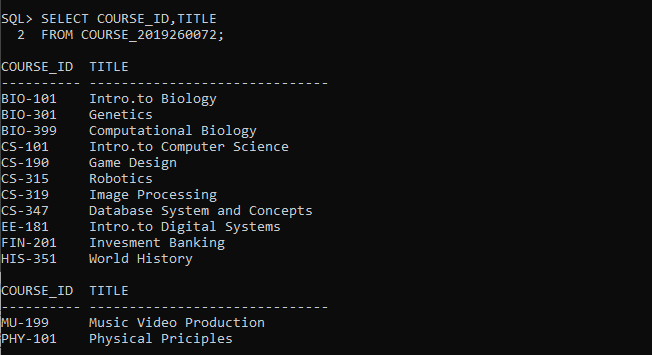 SQL> SELECT COURSE_ID,TITLE
  2  FROM COURSE_2019260072;
COURSE_ID  TITLE
---------- ------------------------------
BIO-101    Intro.to Biology
BIO-301    Genetics
BIO-399    Computational Biology
CS-101     Intro.to Computer Science
CS-190     Game Design
CS-315     Robotics
CS-319     Image Processing
CS-347     Database System and Concepts
EE-181     Intro.to Digital Systems
FIN-201    Invesment Banking
HIS-351    World History
COURSE_ID  TITLE
---------- ------------------------------
MU-199     Music Video Production
PHY-101    Physical Priciples